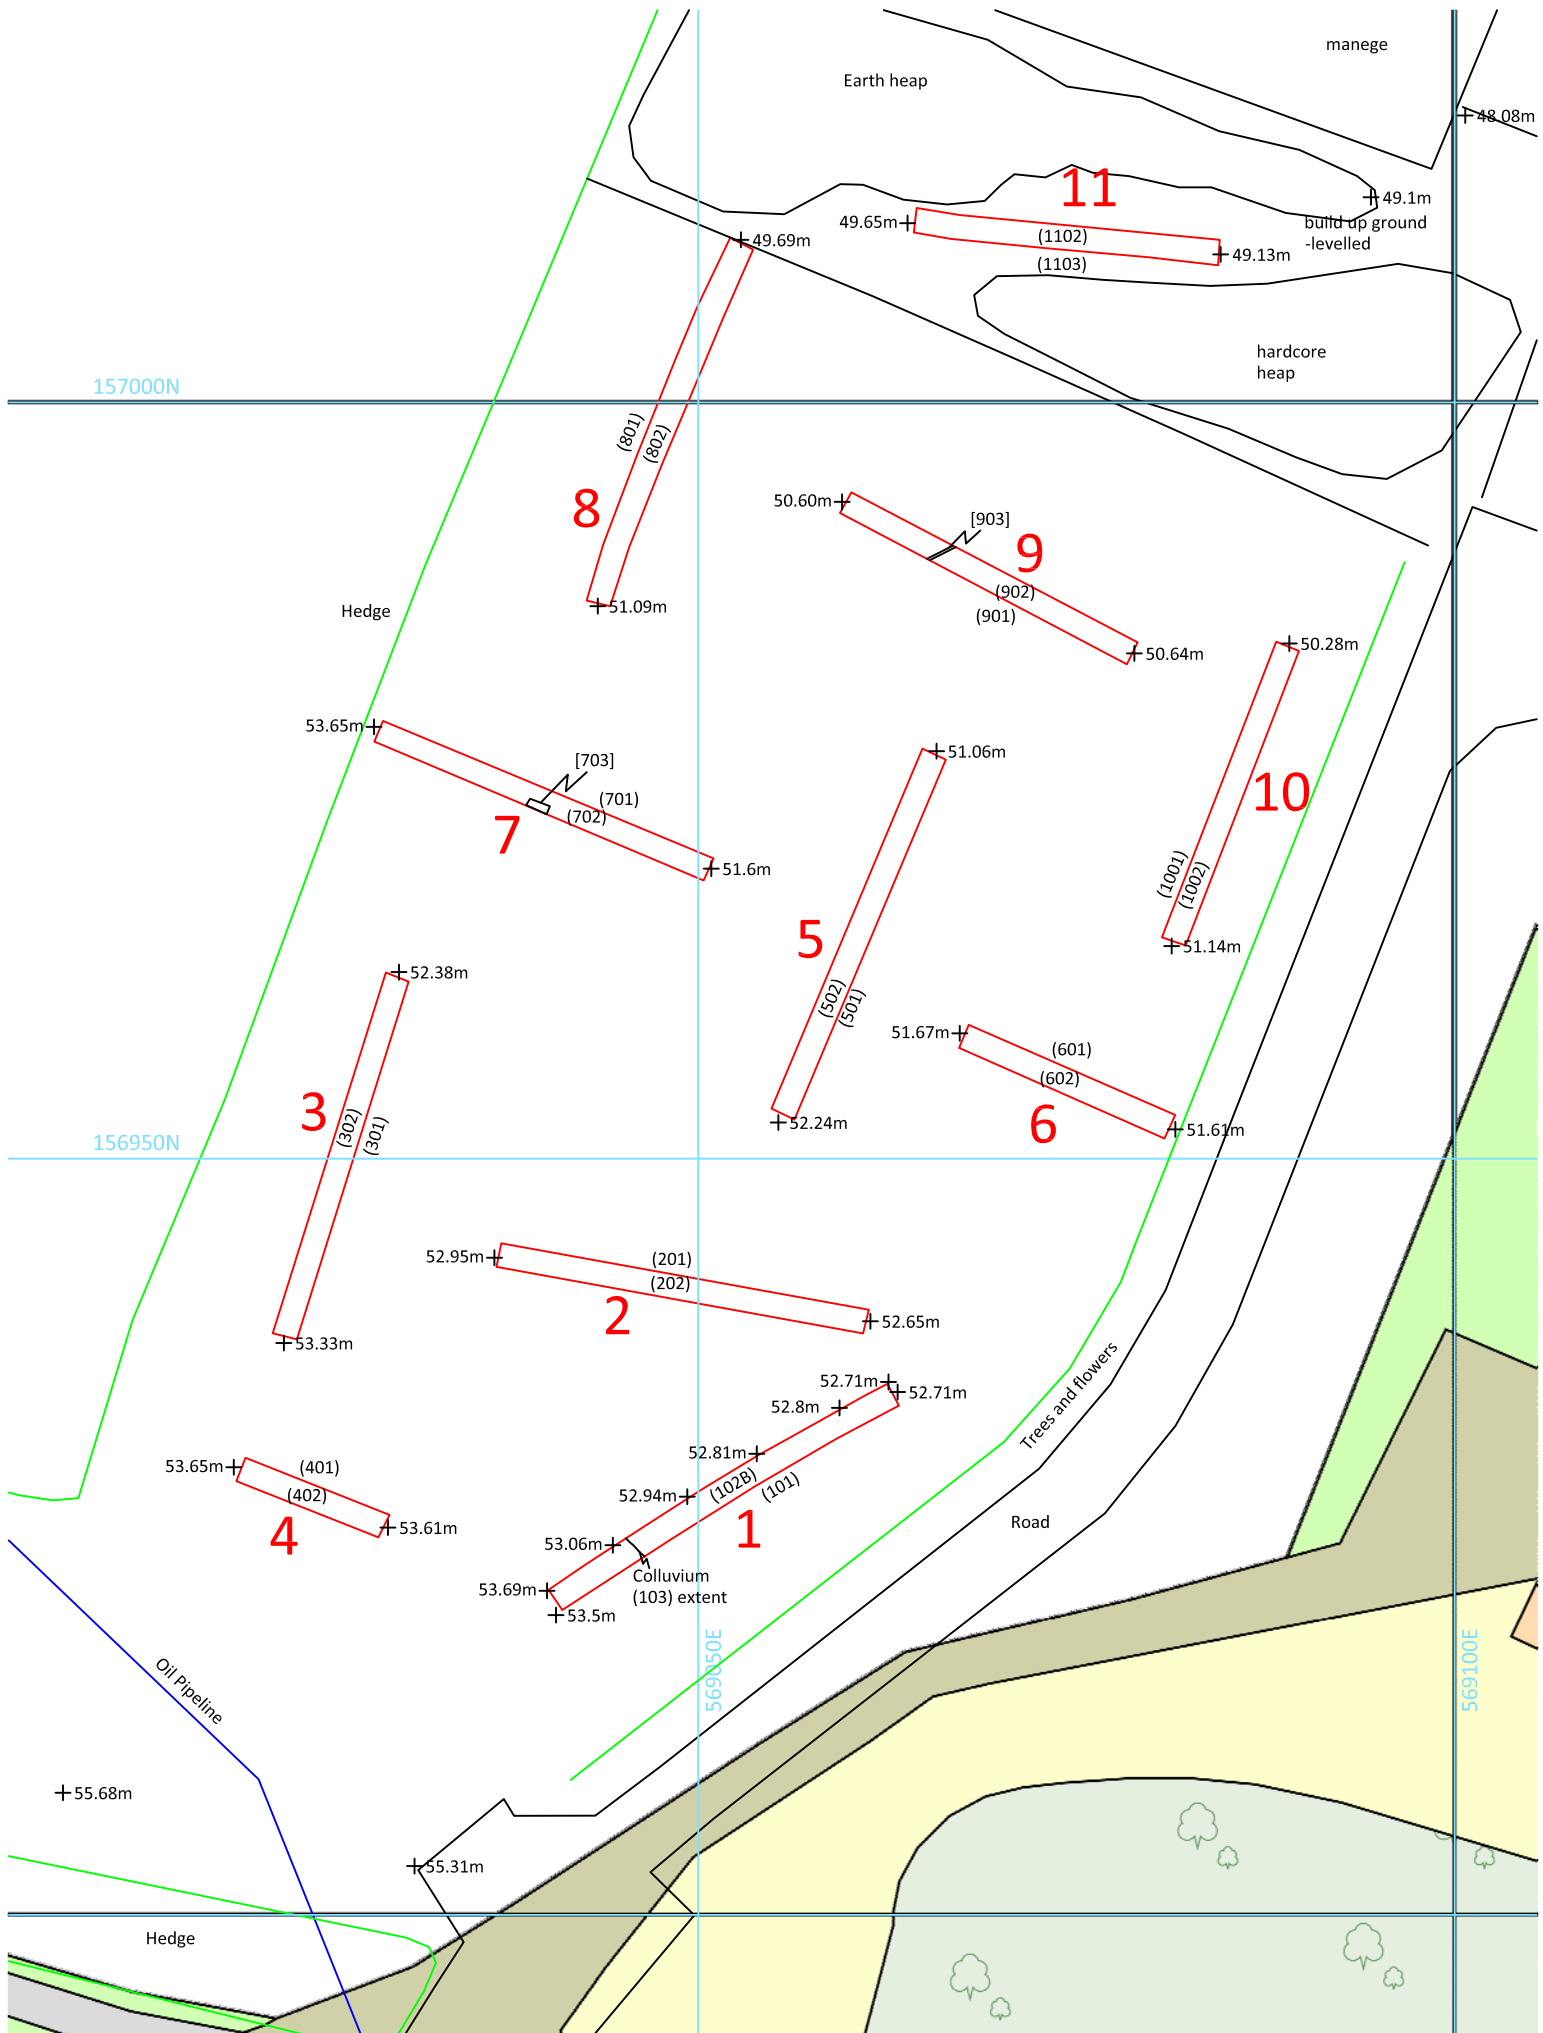 manege
Earth heap
48.08m
11
49.1m
49.65m
build up ground
-levelled
(1102)
49.69m
49.13m
(1103)
hardcore
heap
157000N
(801)
(802)
8
50.60m
[903]
9
(902)
(901)
51.09m
Hedge
50.64m
50.28m
53.65m
[703]
51.06m
(701)
(702)
7
10
51.6m
(1001)
(1002)
5
51.14m
52.38m
(502)
(501)
51.67m
(601)
(602)
6
51.61m
3
(302)
(301)
52.24m
156950N
52.95m
(201)
(202)
2
52.65m
53.33m
52.71m
52.71m
52.8m
Trees and flowers
52.81m
53.65m
(401)
(402)
4
53.61m
(102B)
(101)
52.94m
1
Road
53.06m
Colluvium
(103) extent
53.69m
53.5m
569050E
569100E
Oil Pipeline
55.68m
55.31m
Hedge